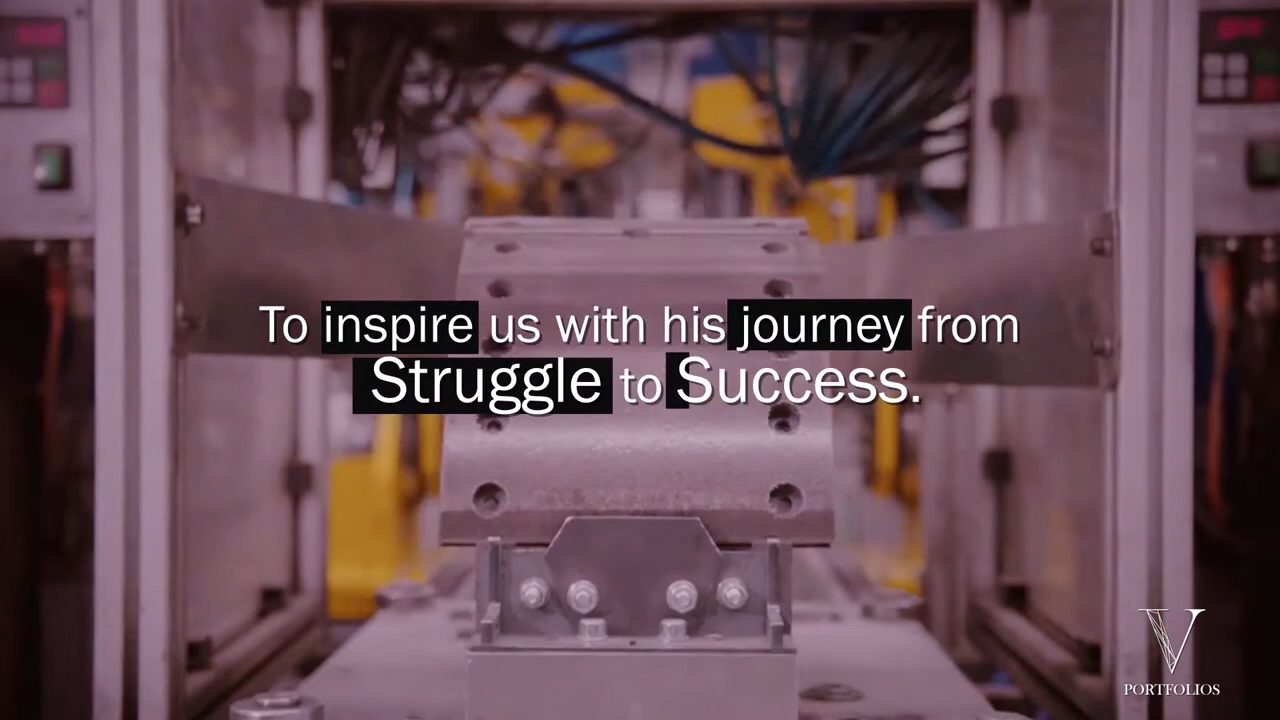 To inspire us with his journey from
Struggle to Success.
V
PORTFOLIOS